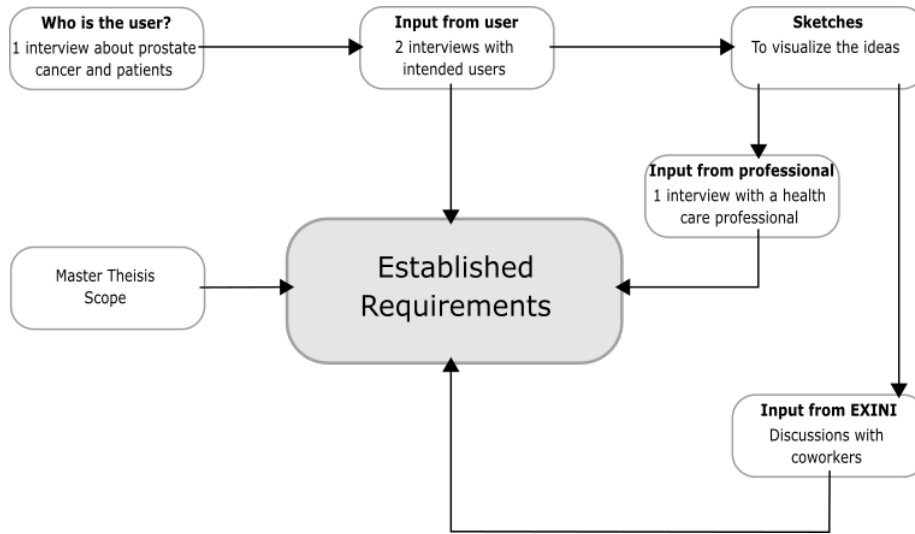 Who is the user?
1 interview about prostate
cancer and patients
Input from user
2 interviews with
intended users
Sketches
To visualize the ideas
Input from professional
1 interview with a health
care professional
Master Theisis
Scope
Established
Requirements
Input from EXINI
Discussions with
coworkers